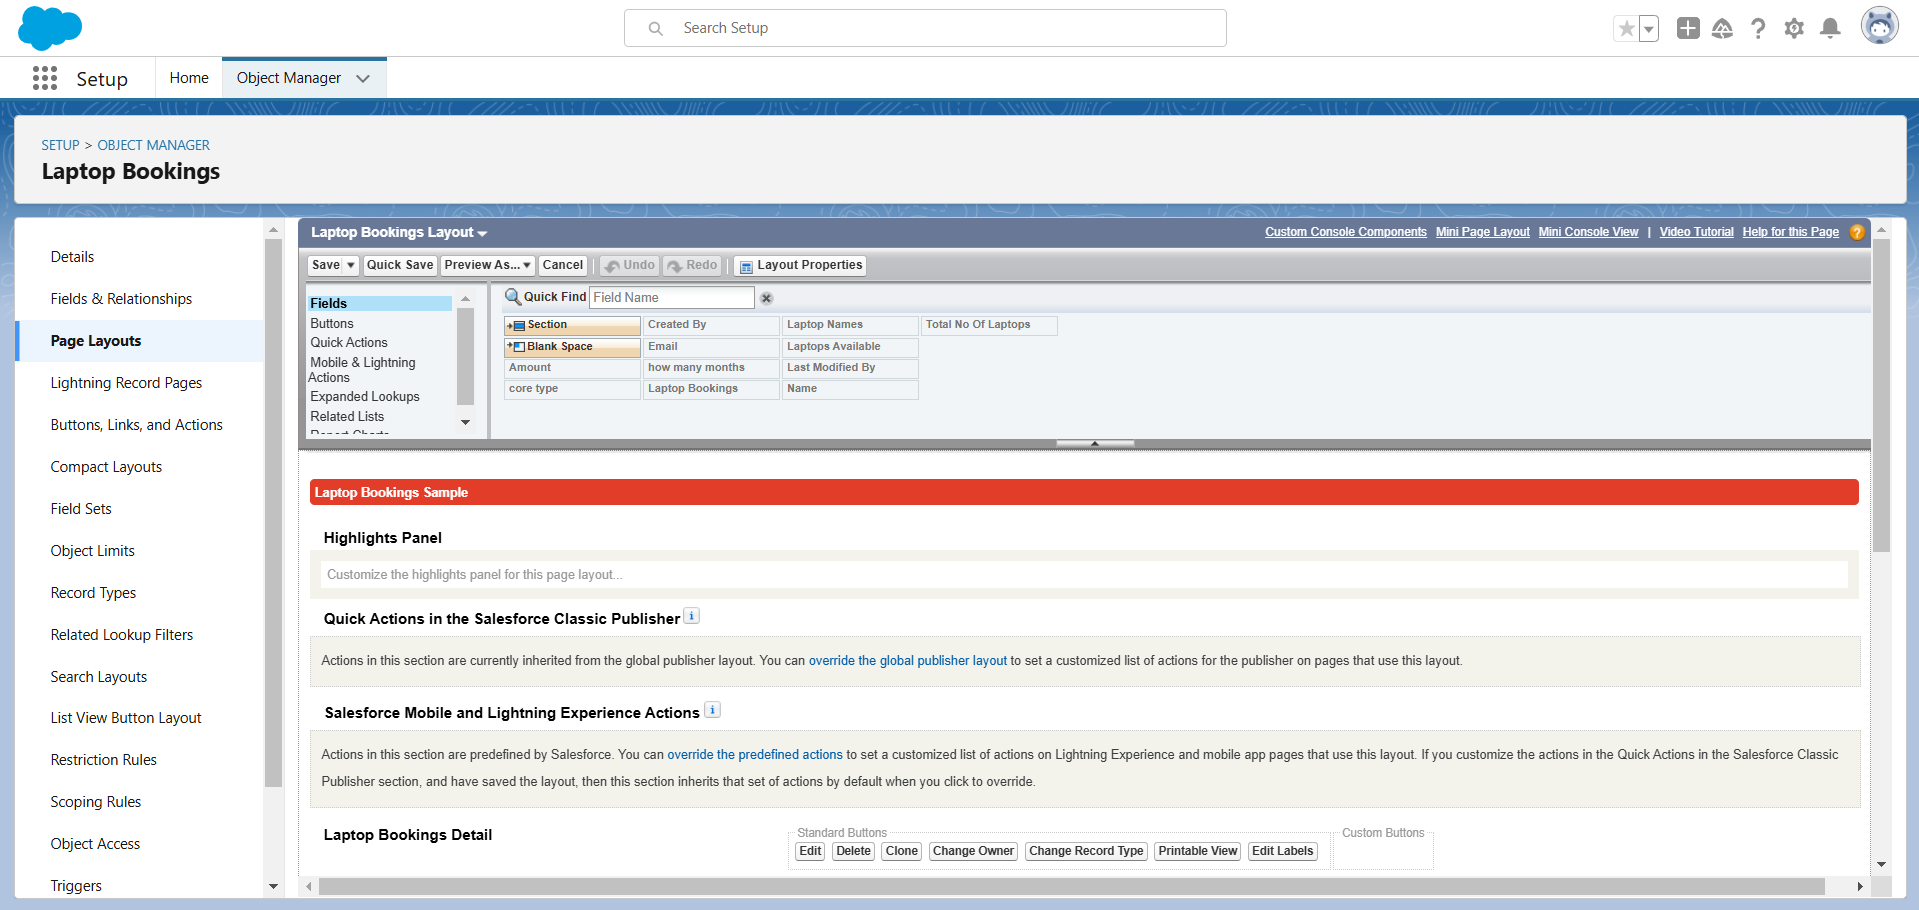 Search Setup
Setup
Home
Object Manager
SETUP > OBJECT MANAGER
Laptop Bookings
Details
Fields & Relationships
Page Layouts
Lightning Record Pages
Buttons, Links, and Actions
Compact Layouts
Field Sets
Object Limits
Record Types
Related Lookup Filters
Search Layouts
List View Button Layout
Restriction Rules
Scoping Rules
Object Access
Triggers
Laptop Bookings Layout
Custom Console Components Mini Page Layout Mini Console View | Video Tutorial Help for this Page ?
Save Quick Save Preview As... Cancel Undo Redo Layout Properties
Fields
Buttons
Quick Actions
Mobile & Lightning
Actions
Expanded Lookups
Related Lists
Report Charts
Quick Find Field Name
Section Created By Laptop Names Total No Of Laptops
Blank Space Email Laptops Available
Amount how many months Last Modified By
core type Laptop Bookings Name
Laptop Bookings Sample
Highlights Panel
Customize the highlights panel for this page layout...
Quick Actions in the Salesforce Classic Publisher i
Actions in this section are currently inherited from the global publisher layout. You can override the global publisher layout to set a customized list of actions for the publisher on pages that use this layout.
Salesforce Mobile and Lightning Experience Actions i
Actions in this section are predefined by Salesforce. You can override the predefined actions to set a customized list of actions on Lightning Experience and mobile app pages that use this layout. If you customize the actions in the Quick Actions in the Salesforce Classic
Publisher section, and have saved the layout, then this section inherits that set of actions by default when you click to override.
Laptop Bookings Detail
Standard Buttons
Edit Delete Clone Change Owner Change Record Type Printable View Edit Labels
Custom Buttons